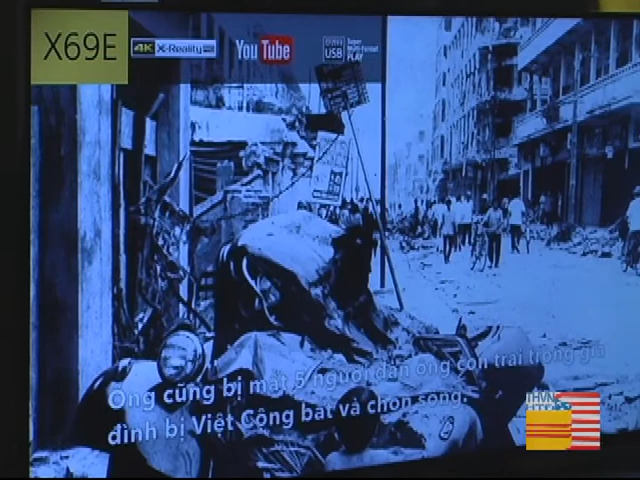 X69E
4K X-Reality PRO
YouTube
USB Super Multi-Format PLAY
Ông cũng bị mất 5 người đàn ông con trai trong gia
đình bị Việt Cộng bắt và chôn sống.